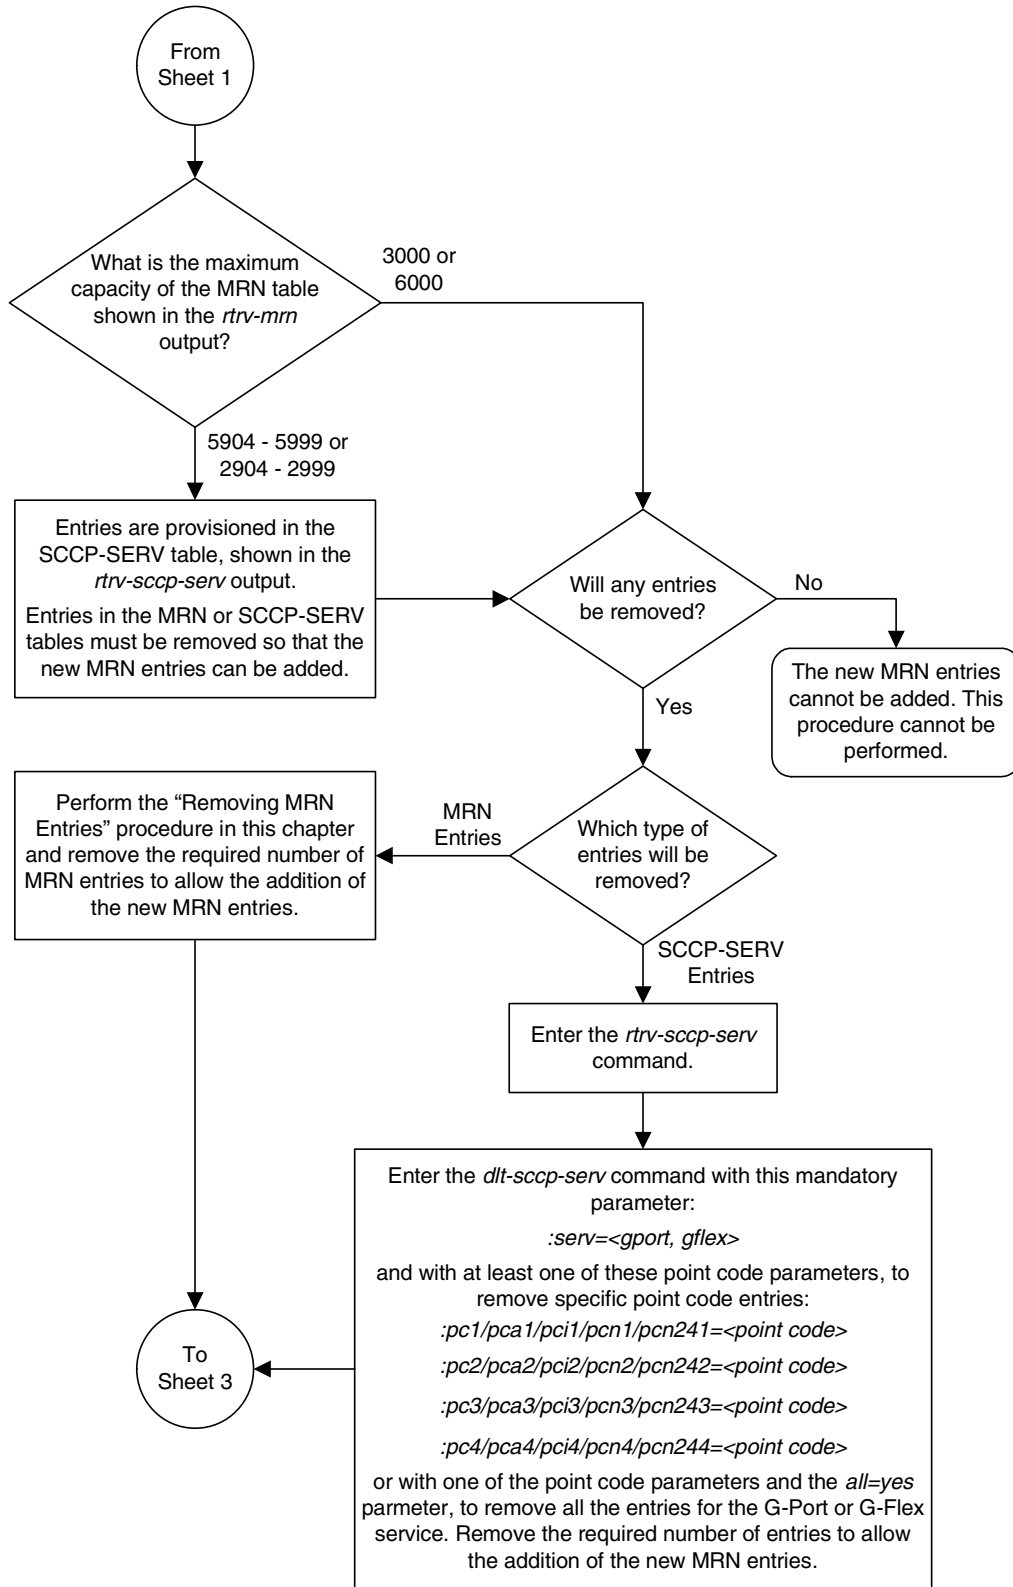 From
Sheet 1
What is the maximum
capacity of the MRN table
shown in the rtrv-mrn
output?
3000 or
6000
5904 - 5999 or
2904 - 2999
Entries are provisioned in the
SCCP-SERV table, shown in the
rtrv-sccp-serv output.
Entries in the MRN or SCCP-SERV
tables must be removed so that the
new MRN entries can be added.
Will any entries
be removed?
No
The new MRN entries
cannot be added. This
procedure cannot be
performed.
Yes
Which type of
entries will be
removed?
MRN
Entries
Perform the “Removing MRN
Entries” procedure in this chapter
and remove the required number of
MRN entries to allow the addition of
the new MRN entries.
SCCP-SERV
Entries
Enter the rtrv-sccp-serv
command.
Enter the dlt-sccp-serv command with this mandatory
parameter:
:serv=<gport, gflex>
and with at least one of these point code parameters, to
remove specific point code entries:
:pc1/pca1/pci1/pcn1/pcn241=<point code>
:pc2/pca2/pci2/pcn2/pcn242=<point code>
:pc3/pca3/pci3/pcn3/pcn243=<point code>
:pc4/pca4/pci4/pcn4/pcn244=<point code>
or with one of the point code parameters and the all=yes
parmeter, to remove all the entries for the G-Port or G-Flex
service. Remove the required number of entries to allow
the addition of the new MRN entries.
To
Sheet 3